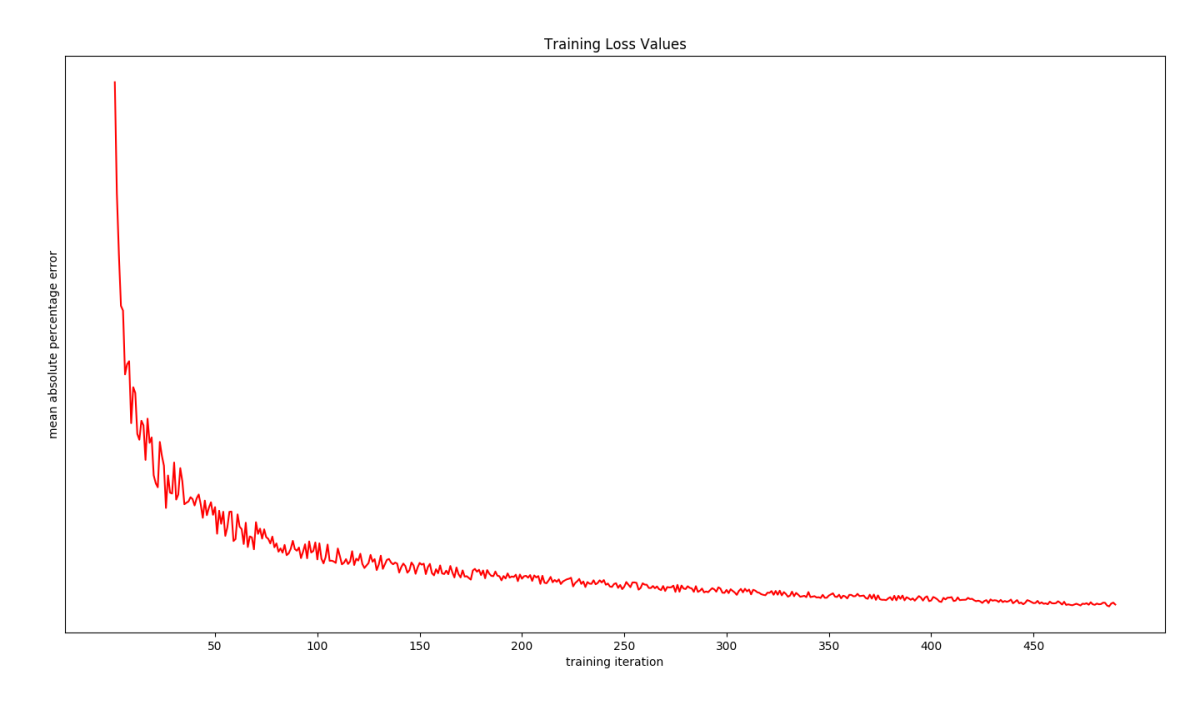 Training Loss Values
mean absolute percentage error
50 100 150 200 250 300 350 400 450
training iteration